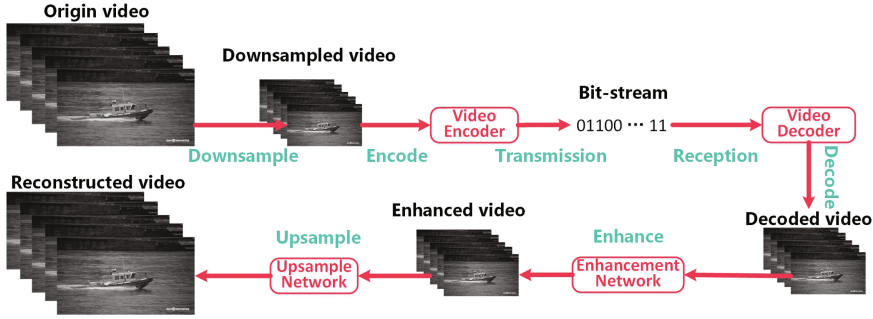 Origin video
Downsampled video
Bit-stream
Video
Encoder
01100 ··· 11
Video
Decoder
Downsample
Encode
Transmission
Reception
Decode
Reconstructed video
Enhanced video
Decoded video
Upsample
Enhance
Upsample
Network
Enhancement
Network